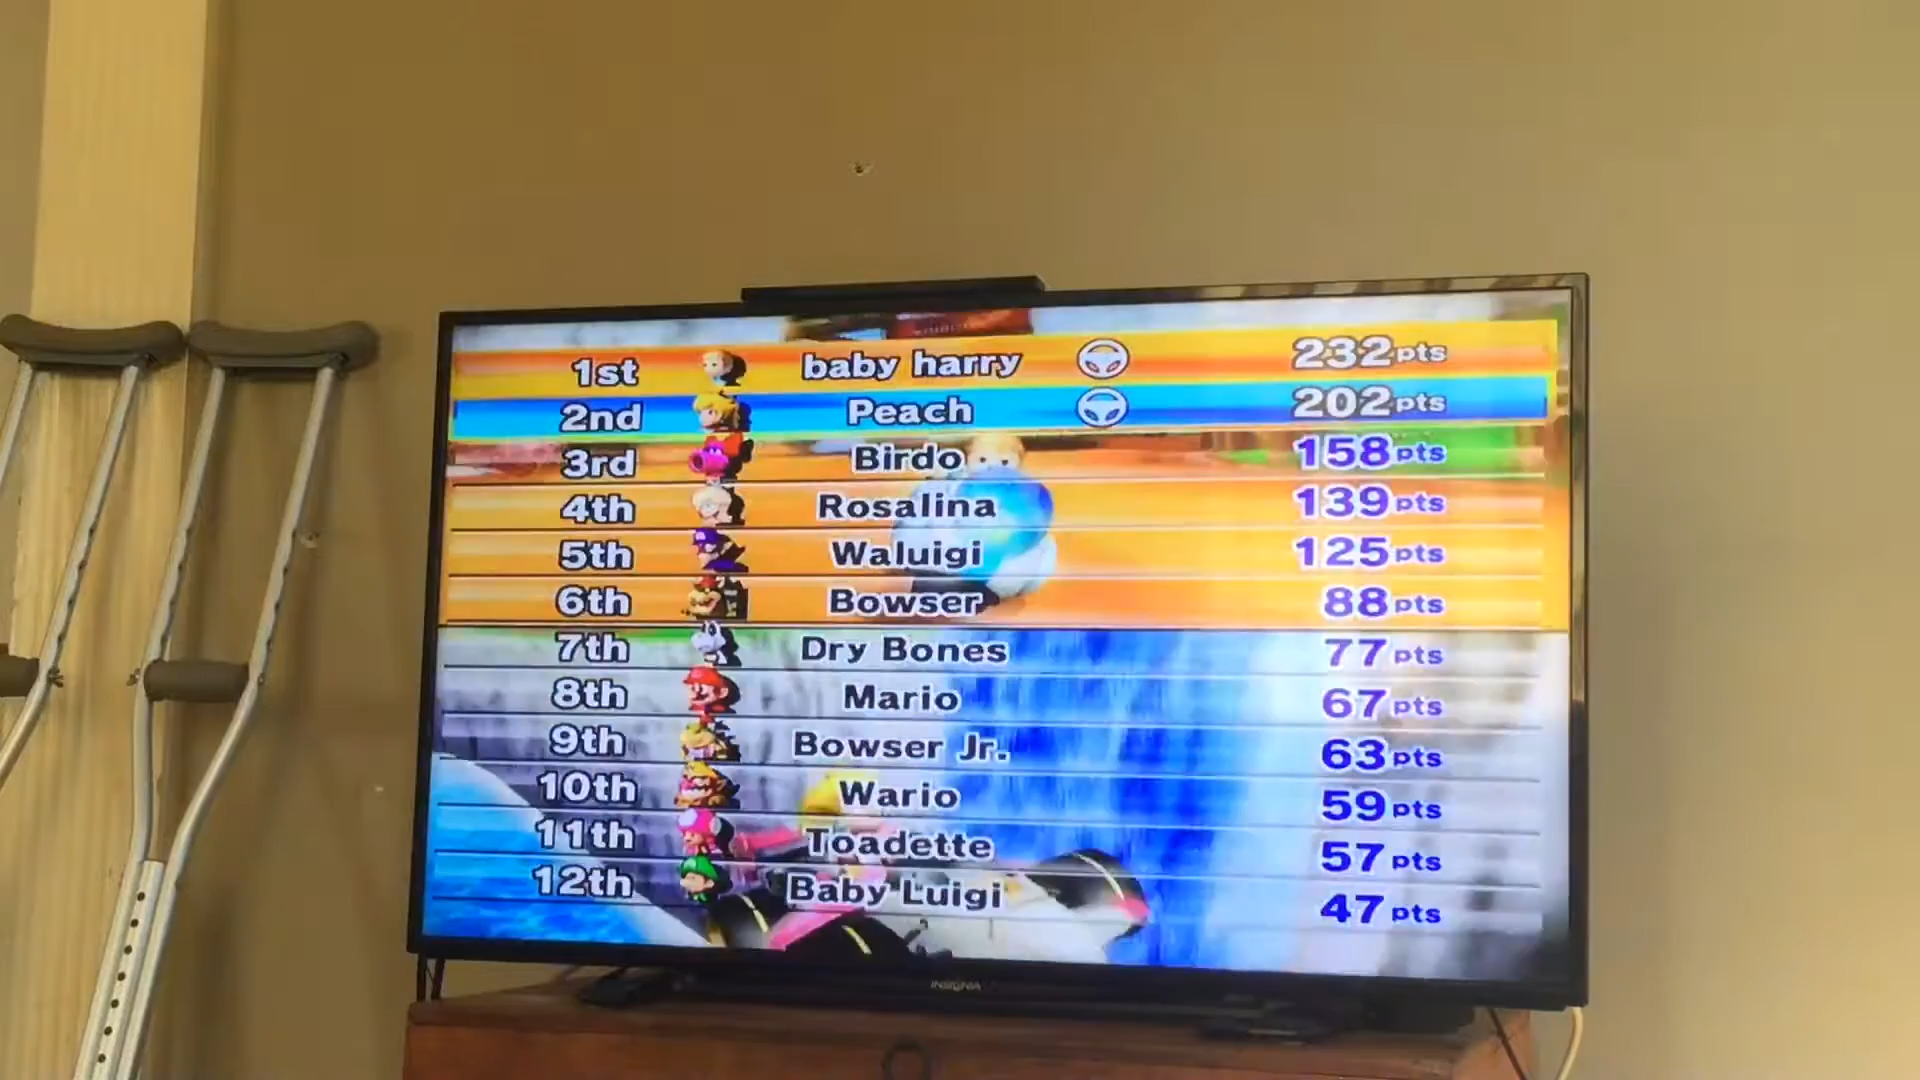 1st baby harry 232pts
2nd Peach 202pts
3rd Birdo 158pts
4th Rosalina 139pts
5th Waluigi 125pts
6th Bowser 88pts
7th Dry Bones 77pts
8th Mario 67pts
9th Bowser Jr. 63pts
10th Wario 59pts
11th Toadette 57pts
12th Baby Luigi 47pts
INSIGNIA